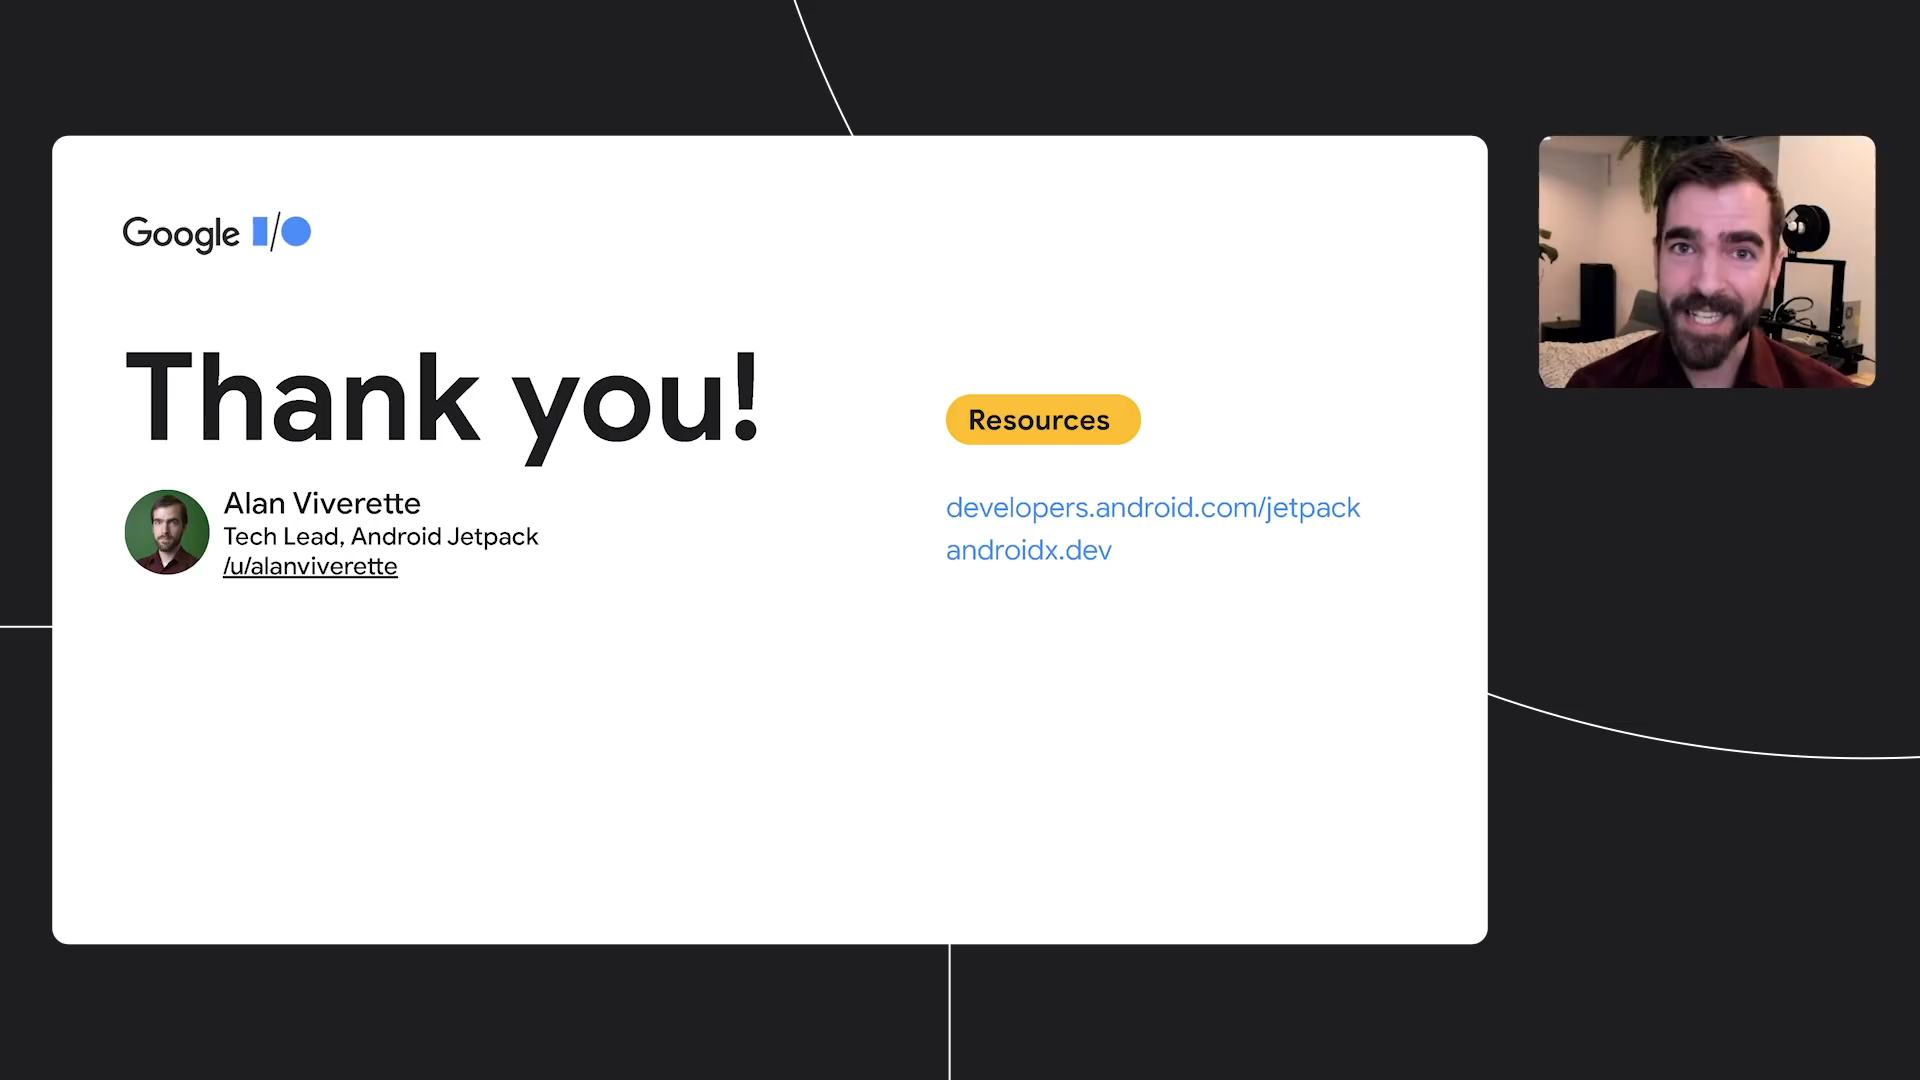 Google I/O
Thank you!
Alan Viverette
Tech Lead, Android Jetpack
/u/alanviverette
Resources
developers.android.com/jetpack
androidx.dev